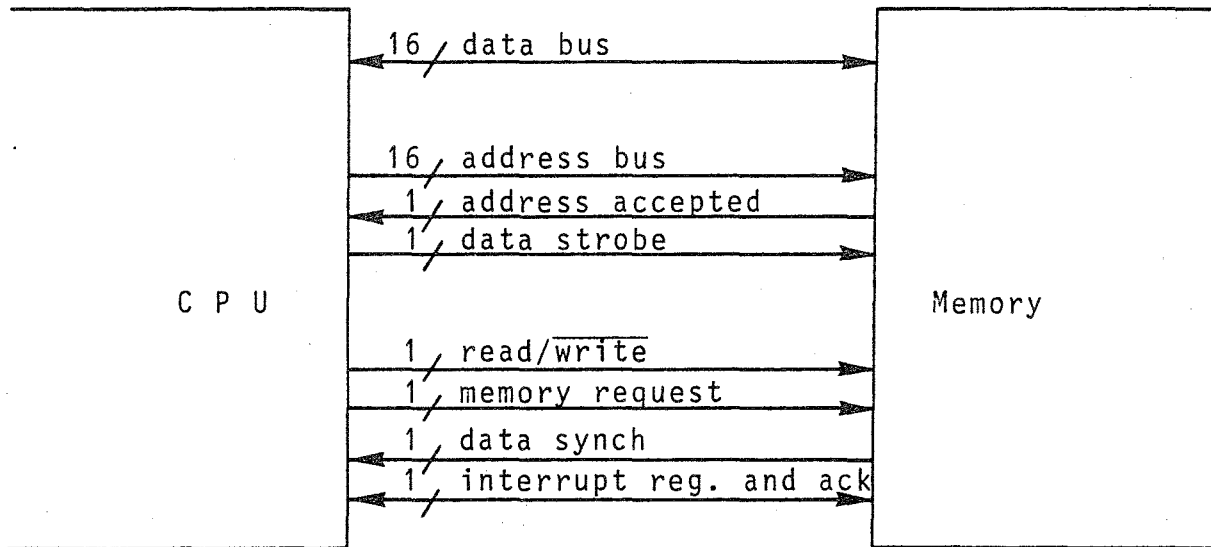 16 data bus
16 address bus
1 address accepted
1 data strobe
C P U
Memory
1 read/write
1 memory request
1 data synch
1 interrupt reg. and ack